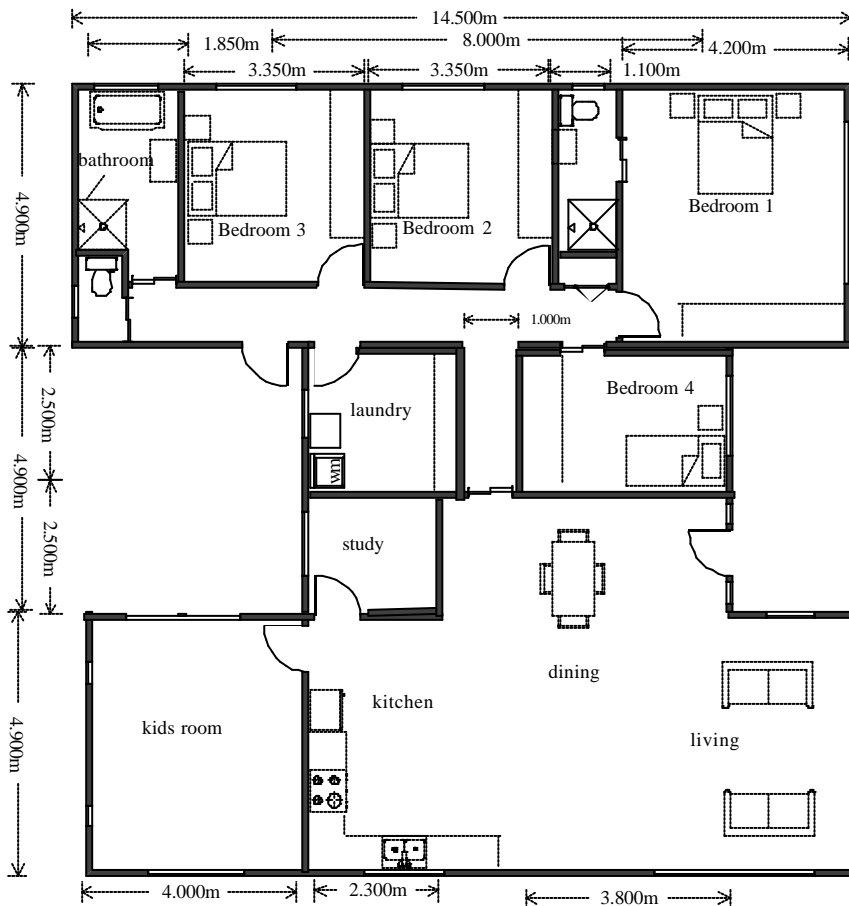 14.500m
1.850m
8.000m
4.200m
3.350m
3.350m
1.100m
bathroom
Bedroom 3
Bedroom 2
Bedroom 1
4.900m
1.000m
Bedroom 4
laundry
wm
2.500m
4.900m
2.500m
study
dining
kitchen
kids room
living
4.900m
4.000m
2.300m
3.800m